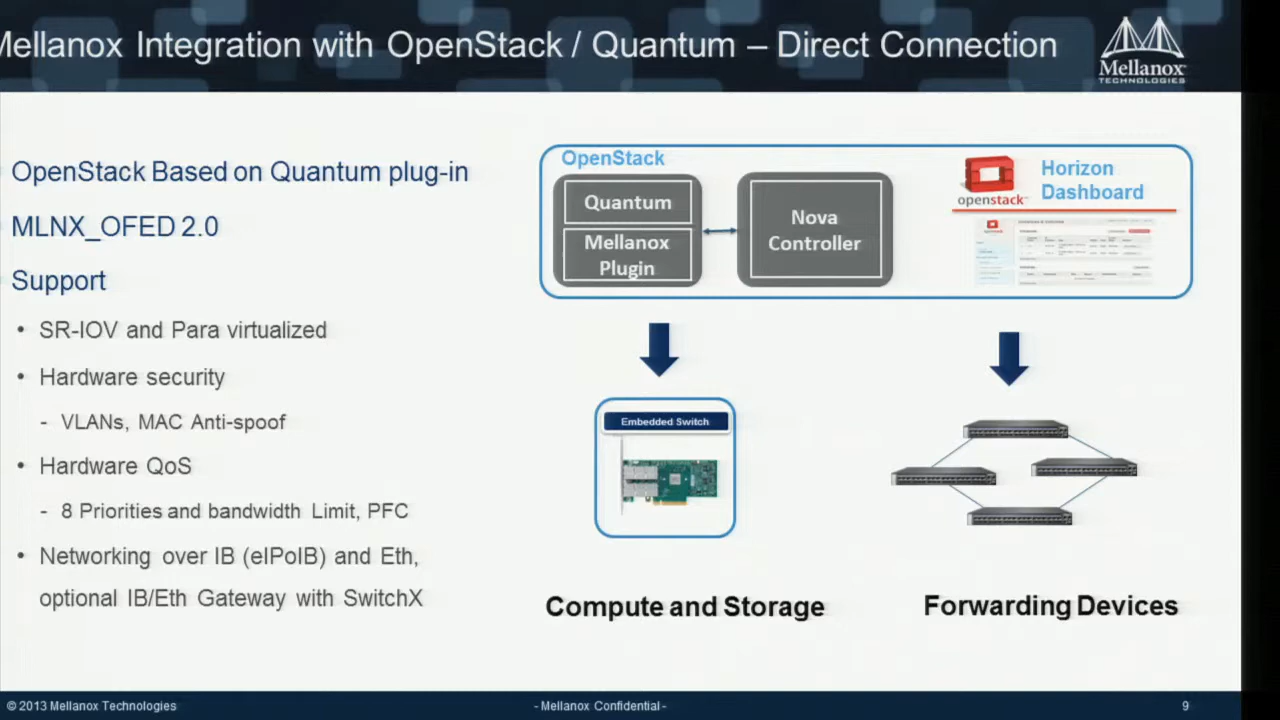 Mellanox Integration with OpenStack / Quantum – Direct Connection
Mellanox
TECHNOLOGIES
OpenStack Based on Quantum plug-in
MLNX_OFED 2.0
Support
• SR-IOV and Para virtualized
• Hardware security
- VLANs, MAC Anti-spoof
• Hardware QoS
- 8 Priorities and bandwidth Limit, PFC
• Networking over IB (eIPoIB) and Eth,
optional IB/Eth Gateway with SwitchX
OpenStack
Quantum
Mellanox
Plugin
Nova
Controller
openstack
Horizon
Dashboard
Embedded Switch
Compute and Storage
Forwarding Devices
© 2013 Mellanox Technologies
- Mellanox Confidential -
9